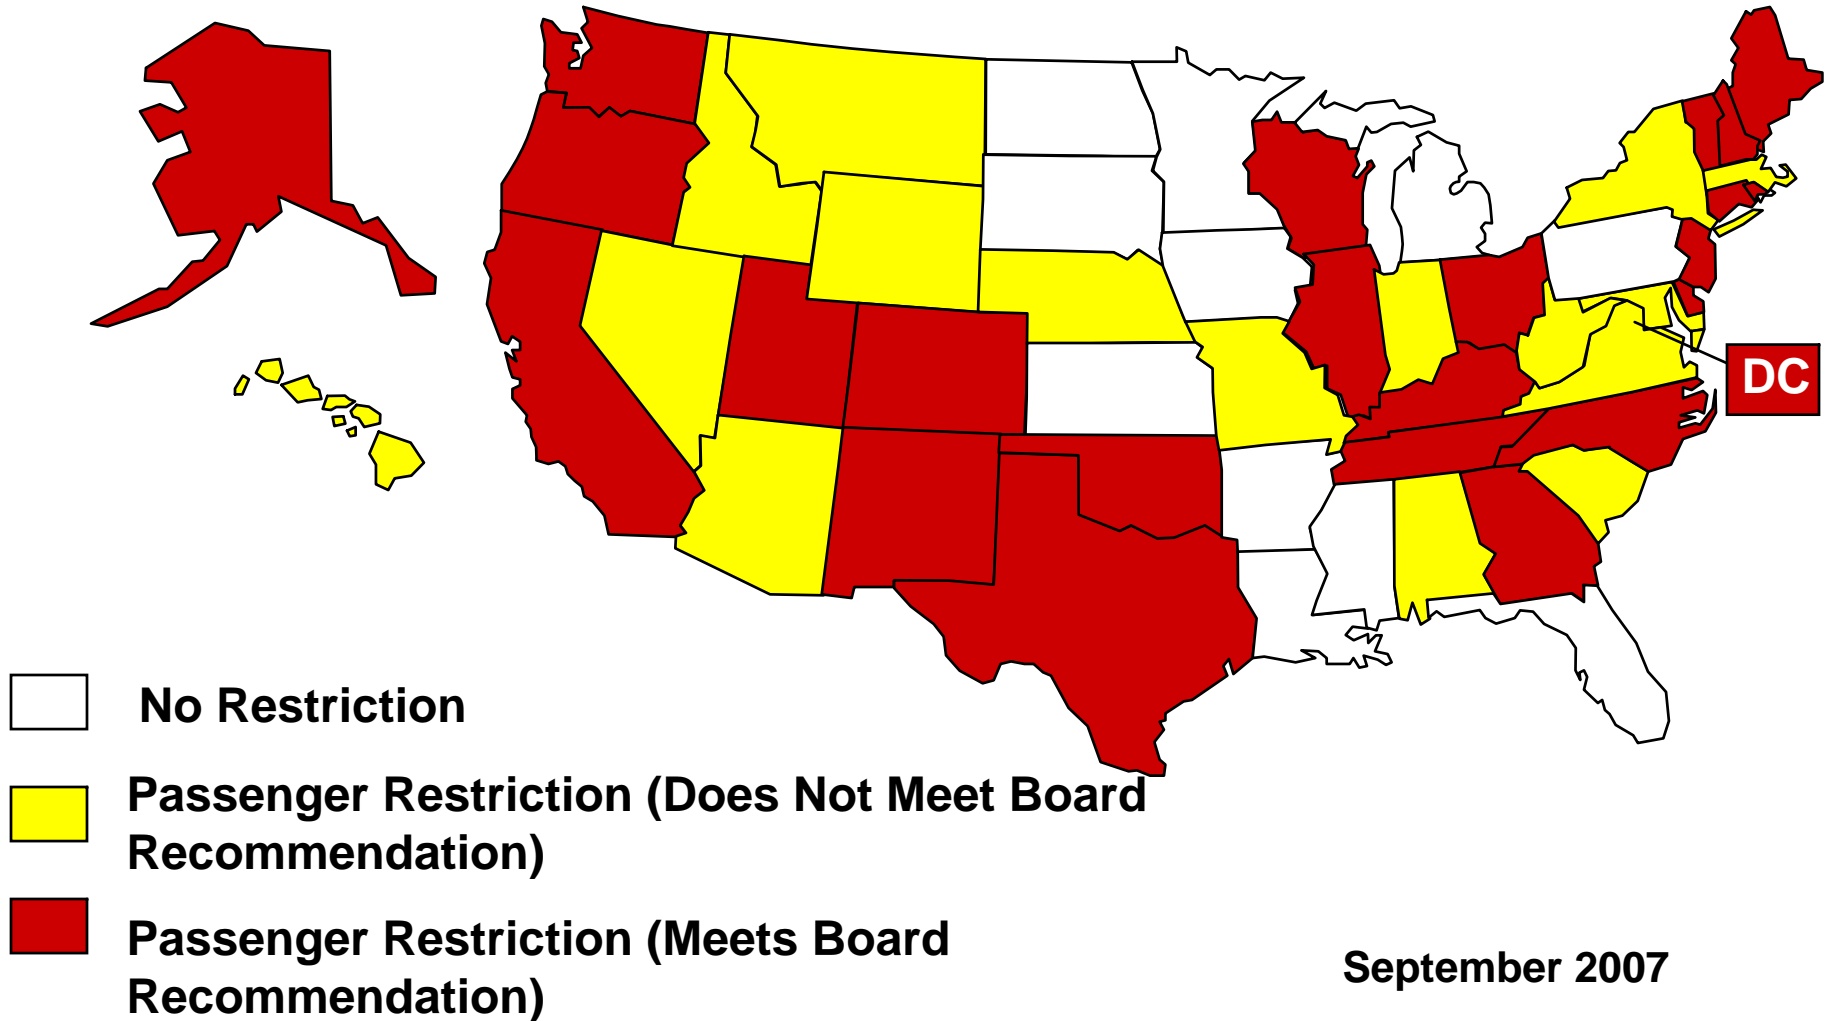 DC
No Restriction
Passenger Restriction (Does Not Meet Board
Recommendation)
Passenger Restriction (Meets Board
Recommendation)
September 2007